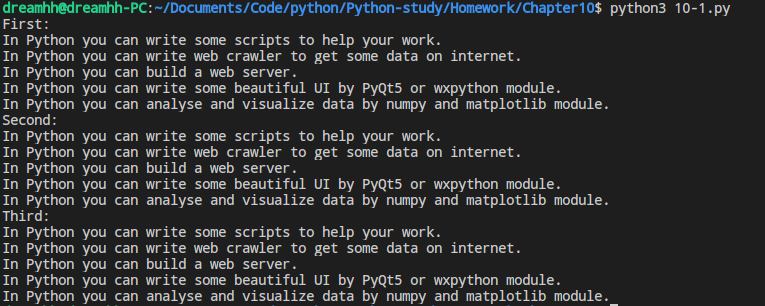 dreamhh@dreamhh-PC:~/Documents/Code/python/Python-study/Homework/Chapter10$ python3 10-1.py
First:
In Python you can write some scripts to help your work.
In Python you can write web crawler to get some data on internet.
In Python you can build a web server.
In Python you can write some beautiful UI by PyQt5 or wxpython module.
In Python you can analyse and visualize data by numpy and matplotlib module.
Second:
In Python you can write some scripts to help your work.
In Python you can write web crawler to get some data on internet.
In Python you can build a web server.
In Python you can write some beautiful UI by PyQt5 or wxpython module.
In Python you can analyse and visualize data by numpy and matplotlib module.
Third:
In Python you can write some scripts to help your work.
In Python you can write web crawler to get some data on internet.
In Python you can build a web server.
In Python you can write some beautiful UI by PyQt5 or wxpython module.
In Python you can analyse and visualize data by numpy and matplotlib module.